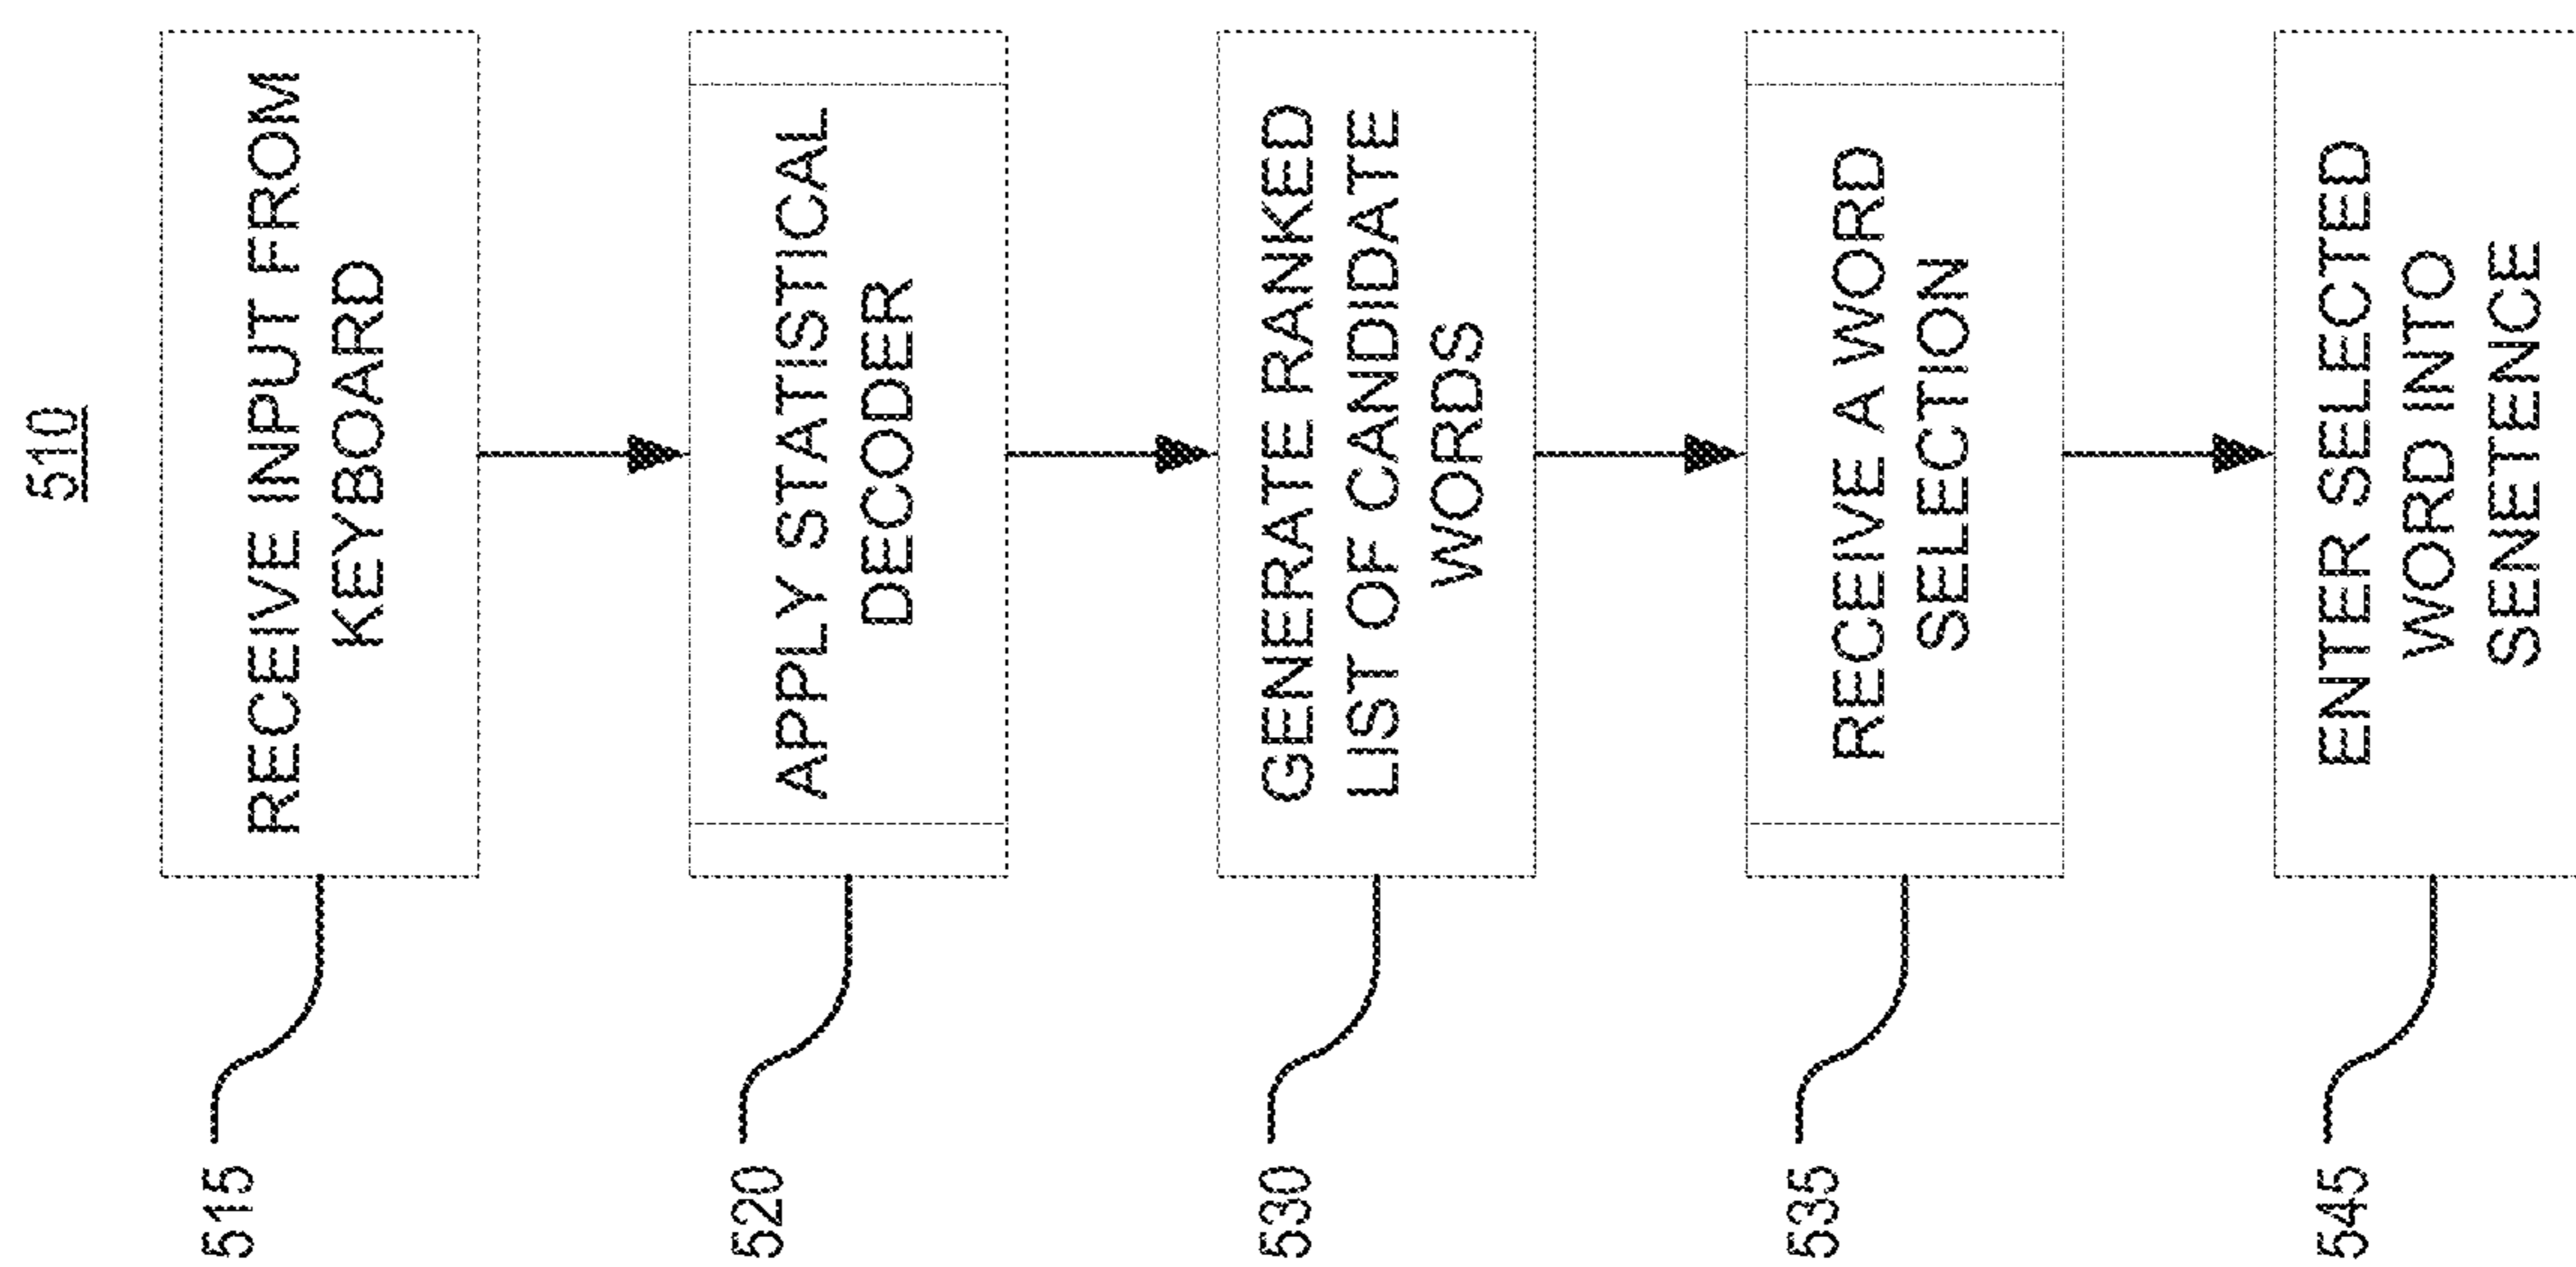 510
515
RECEIVE INPUT FROM
KEYBOARD
520
APPLY STATISTICAL
DECODER
530
GENERATE RANKED
LIST OF CANDIDATE
WORDS
535
RECEIVE A WORD
SELECTION
545
ENTER SELECTED
WORD INTO
SENETENCE